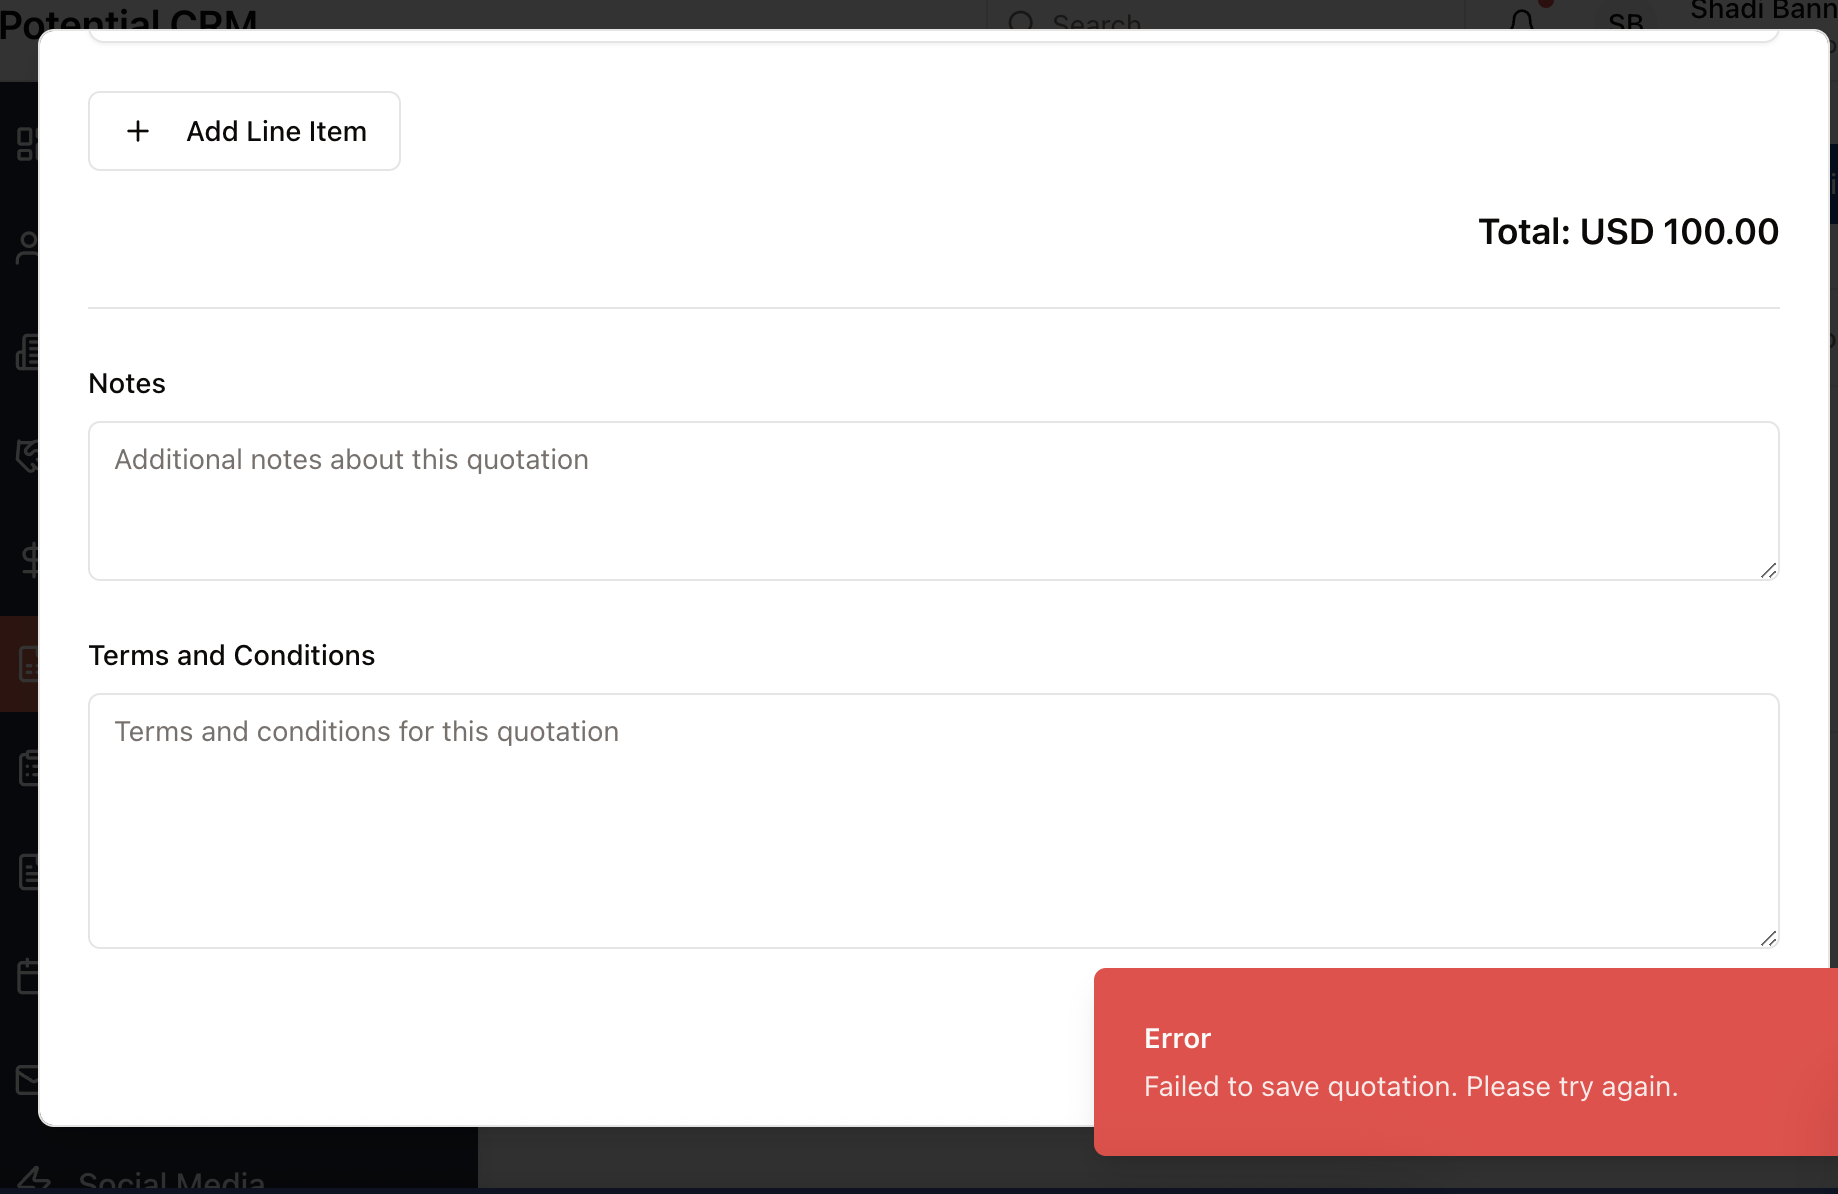 Potential CRM
Search
SB
Shadi Bann
Add Line Item
Total: USD 100.00
Notes
Additional notes about this quotation
Terms and Conditions
Terms and conditions for this quotation
Error
Failed to save quotation. Please try again.
Social Media